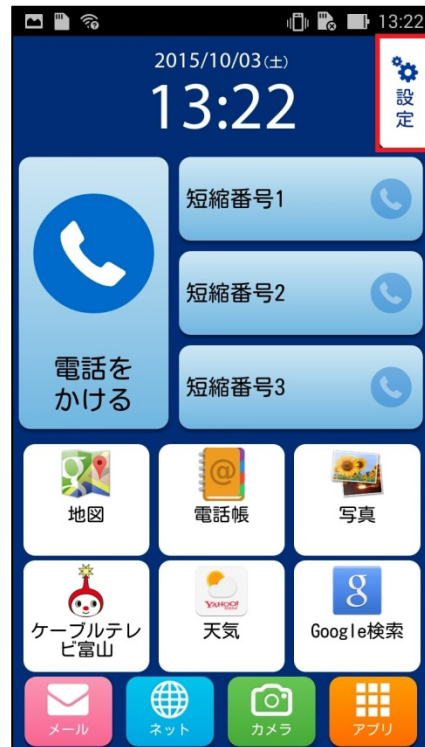 13:22
2015/10/03(土)
13:22
設定
電話を
かける
短縮番号1
短縮番号2
短縮番号3
地図
電話帳
@
写真
ケーブルテレ
ビ富山
YAHOO!
天気
g
Google検索
メール
ネット
カメラ
アプリ